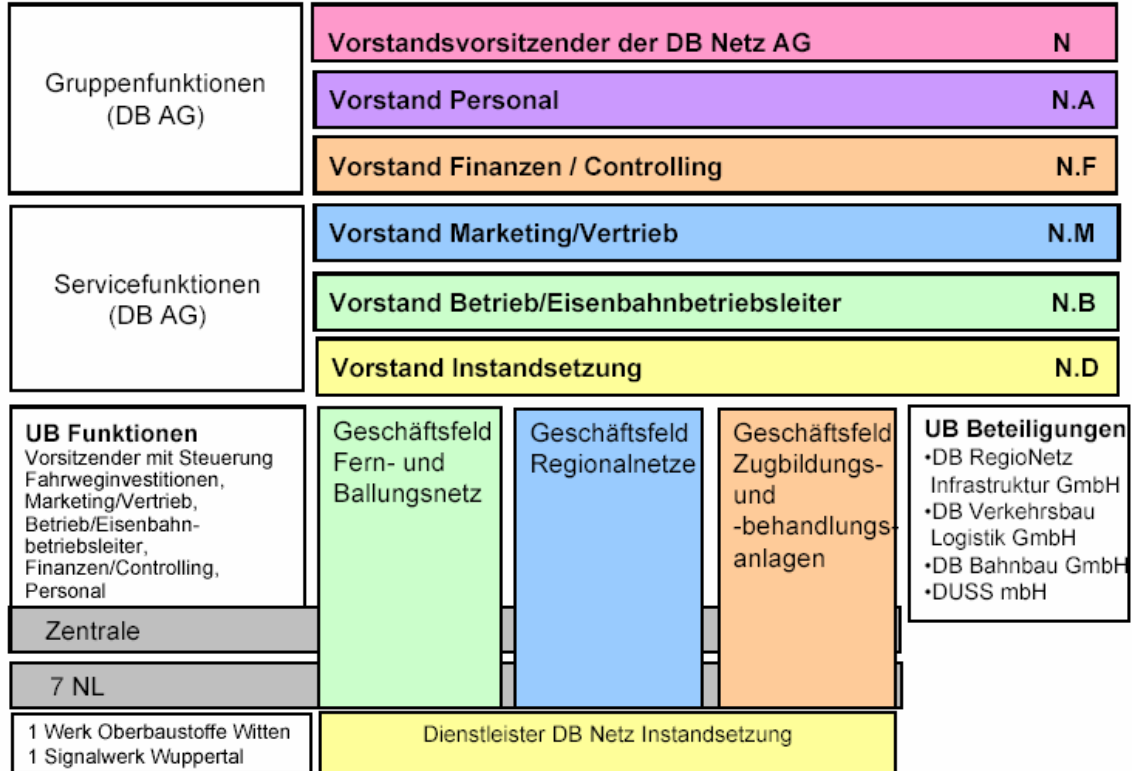 Gruppenfunktionen
(DB AG)
Vorstandsvorsitzender der DB Netz AG N
Vorstand Personal N.A
Vorstand Finanzen / Controlling N.F
Servicefunktionen
(DB AG)
Vorstand Marketing/Vertrieb N.M
Vorstand Betrieb/Eisenbahnbetriebsleiter N.B
Vorstand Instandsetzung N.D
UB Funktionen
Vorsitzender mit Steuerung
Fahrweginvestitionen,
Marketing/Vertrieb,
Betrieb/Eisenbahn-
betriebsleiter,
Finanzen/Controlling,
Personal
Geschäftsfeld
Fern- und
Ballungsnetz
Geschäftsfeld
Regionalnetze
Geschäftsfeld
Zugbildungs-
und
-behandlungs-
anlagen
UB Beteiligungen
•DB RegioNetz
Infrastruktur GmbH
•DB Verkehrsbau
Logistik GmbH
•DB Bahnbau GmbH
•DUSS mbH
Zentrale
7 NL
1 Werk Oberbaustoffe Witten
1 Signalwerk Wuppertal
Dienstleister DB Netz Instandsetzung